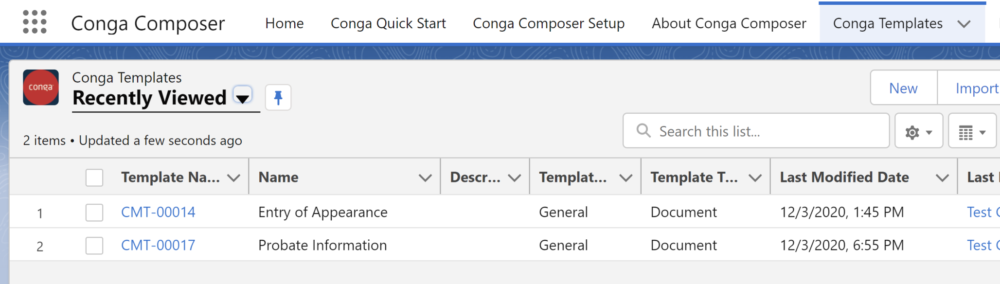 Conga Composer Home Conga Quick Start Conga Composer Setup About Conga Composer Conga Templates
conga
Conga Templates
Recently Viewed
New Import
2 items • Updated a few seconds ago
Search this list...
Template Na... Name Descr... Templat... Template T... Last Modified Date Last
1 CMT-00014 Entry of Appearance General Document 12/3/2020, 1:45 PM Test
2 CMT-00017 Probate Information General Document 12/3/2020, 6:55 PM Test